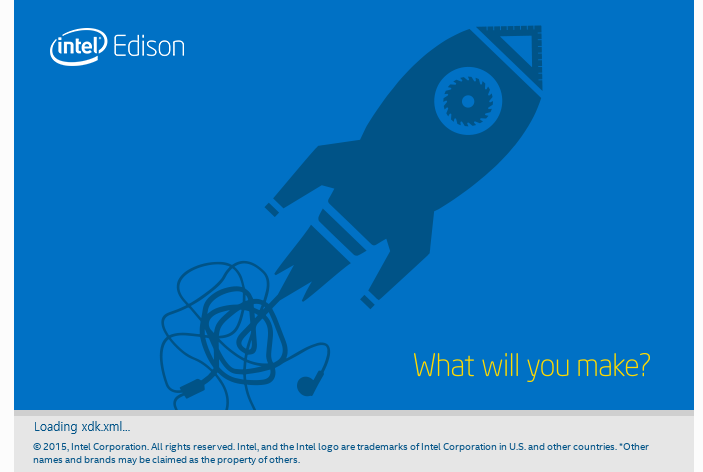 intel Edison
What will you make?
Loading xdk.xml...
© 2015, Intel Corporation. All rights reserved. Intel, and the Intel logo are trademarks of Intel Corporation in U.S. and other countries. *Other
names and brands may be claimed as the property of others.